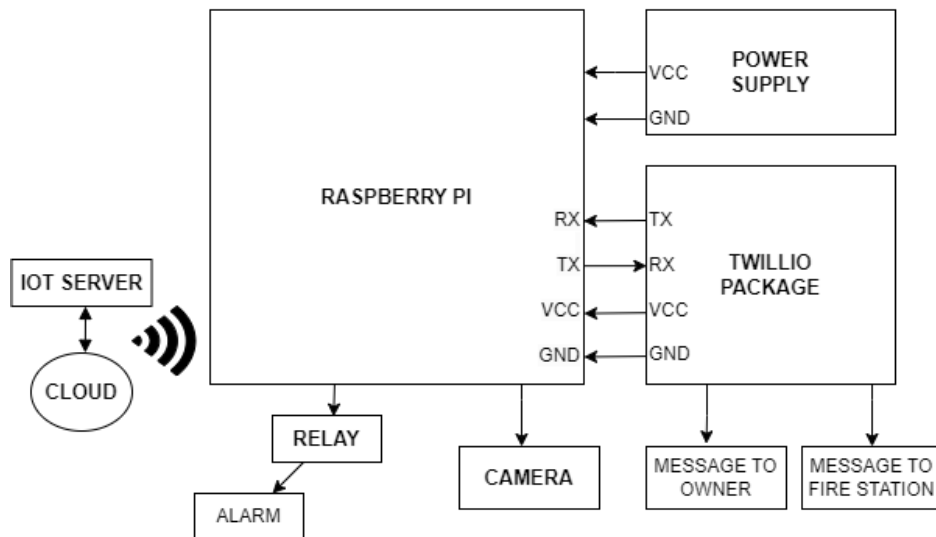 POWER
SUPPLY
VCC
GND
RASPBERRY PI
RX
TX
VCC
GND
TX
RX
VCC
GND
TWILLIO
PACKAGE
IOT SERVER
CLOUD
RELAY
ALARM
CAMERA
MESSAGE TO
OWNER
MESSAGE TO
FIRE STATION